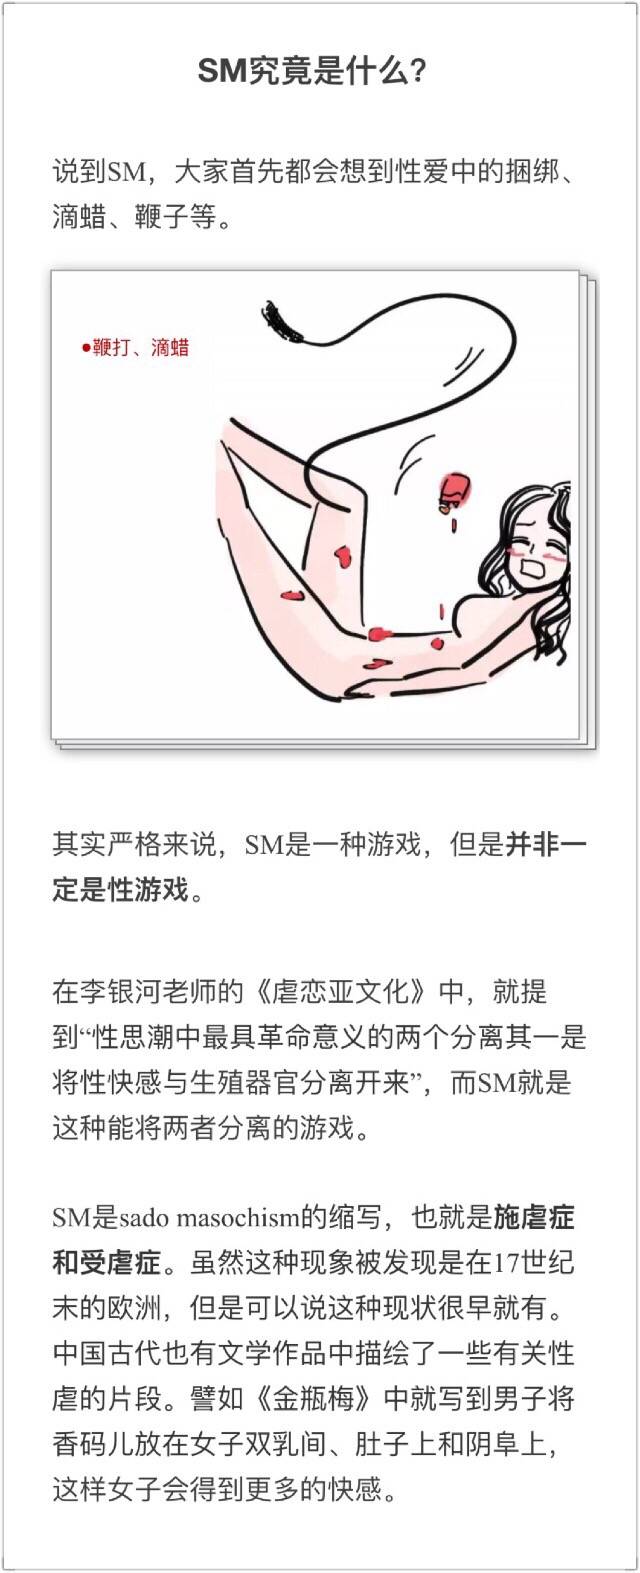 SM究竟是什么?
说到SM，大家首先都会想到性爱中的捆绑、
滴蜡、鞭子等。
•鞭打、滴蜡
其实严格来说，SM是一种游戏，但是并非一
定是性游戏。
在李银河老师的《虐恋亚文化》中，就提
到“性思潮中最具革命意义的两个分离其一是
将性快感与生殖器官分离开来”，而SM就是
这种能将两者分离的游戏。
SM是sado masochism的缩写，也就是施虐症
和受虐症。虽然这种现象被发现是在17世纪
末的欧洲，但是可以说这种现状很早就有。
中国古代也有文学作品中描绘了一些有关性
虐的片段。譬如《金瓶梅》中就写到男子将
香码儿放在女子双乳间、肚子上和阴阜上，
这样女子会得到更多的快感。